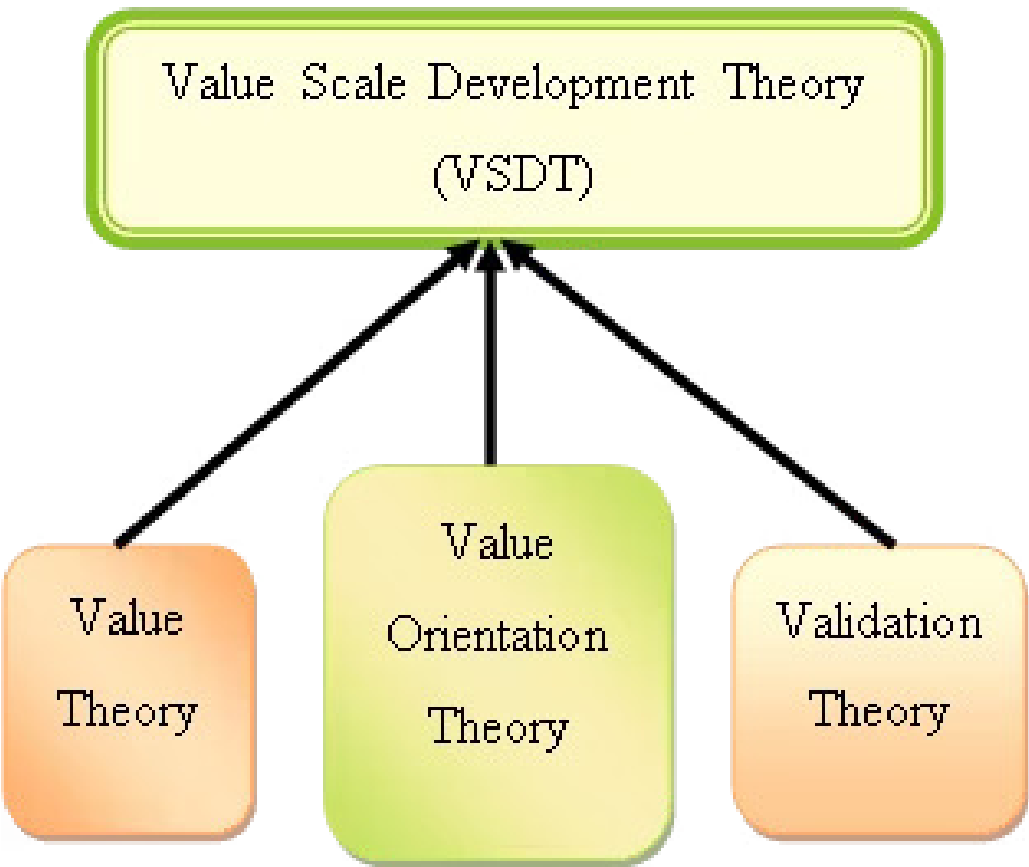 Value Scale Development Theory
(VSDT)
Value
Theory
Value
Orientation
Theory
Validation
Theory